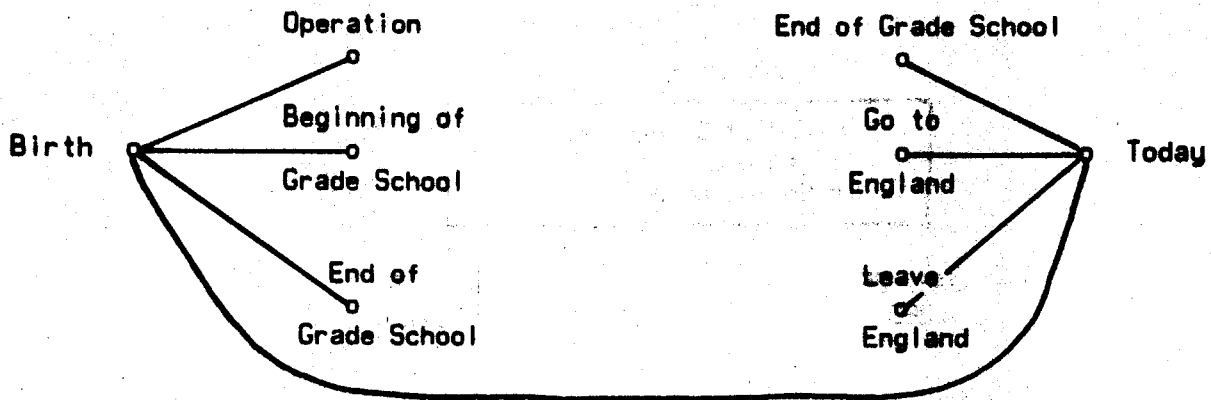 Operation
End of Grade School
Beginning of
Grade School
Birth
Go to
England
Today
End of
Grade School
Leave
England